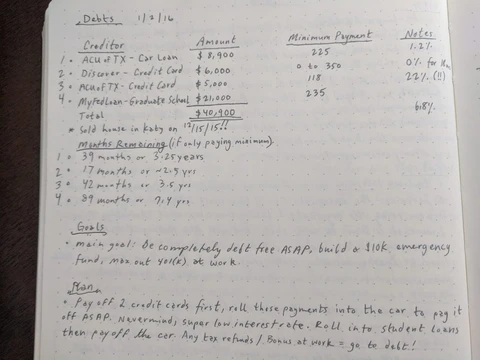 Debts 1/2/16
Creditor Amount Minimum Payment Notes
1 • ACU of TX - Car Loan $8,900 225 1.2%
2 • Discover - Credit Card $6,000 0 to 350 0% for
3 • ACU of TX - Credit Card $5,000 118 22% (!!)
4 • MyFedLoan - Graduate School $21,000 235 6.8%
Total $40,900
* Sold house in Katy on 12/15/15!!
Months Remaining (if only paying minimum)
1 • 39 months or 3.25 years
2 • 17 months or ~2.5 yrs
3 • 42 months or 3.5 yrs
4 • 89 months or 7.4 yrs
Goals
• main goal: be completely debt free ASAP, build a $10K emergency
fund, max out 401(k) at work.
Plan
• Pay off 2 credit cards first, roll those payments into the car to pay it
off ASAP. Nevermind, super low interest rate. Roll into student loans
then pay off the car. Any tax refunds / Bonus at work = go to debt!